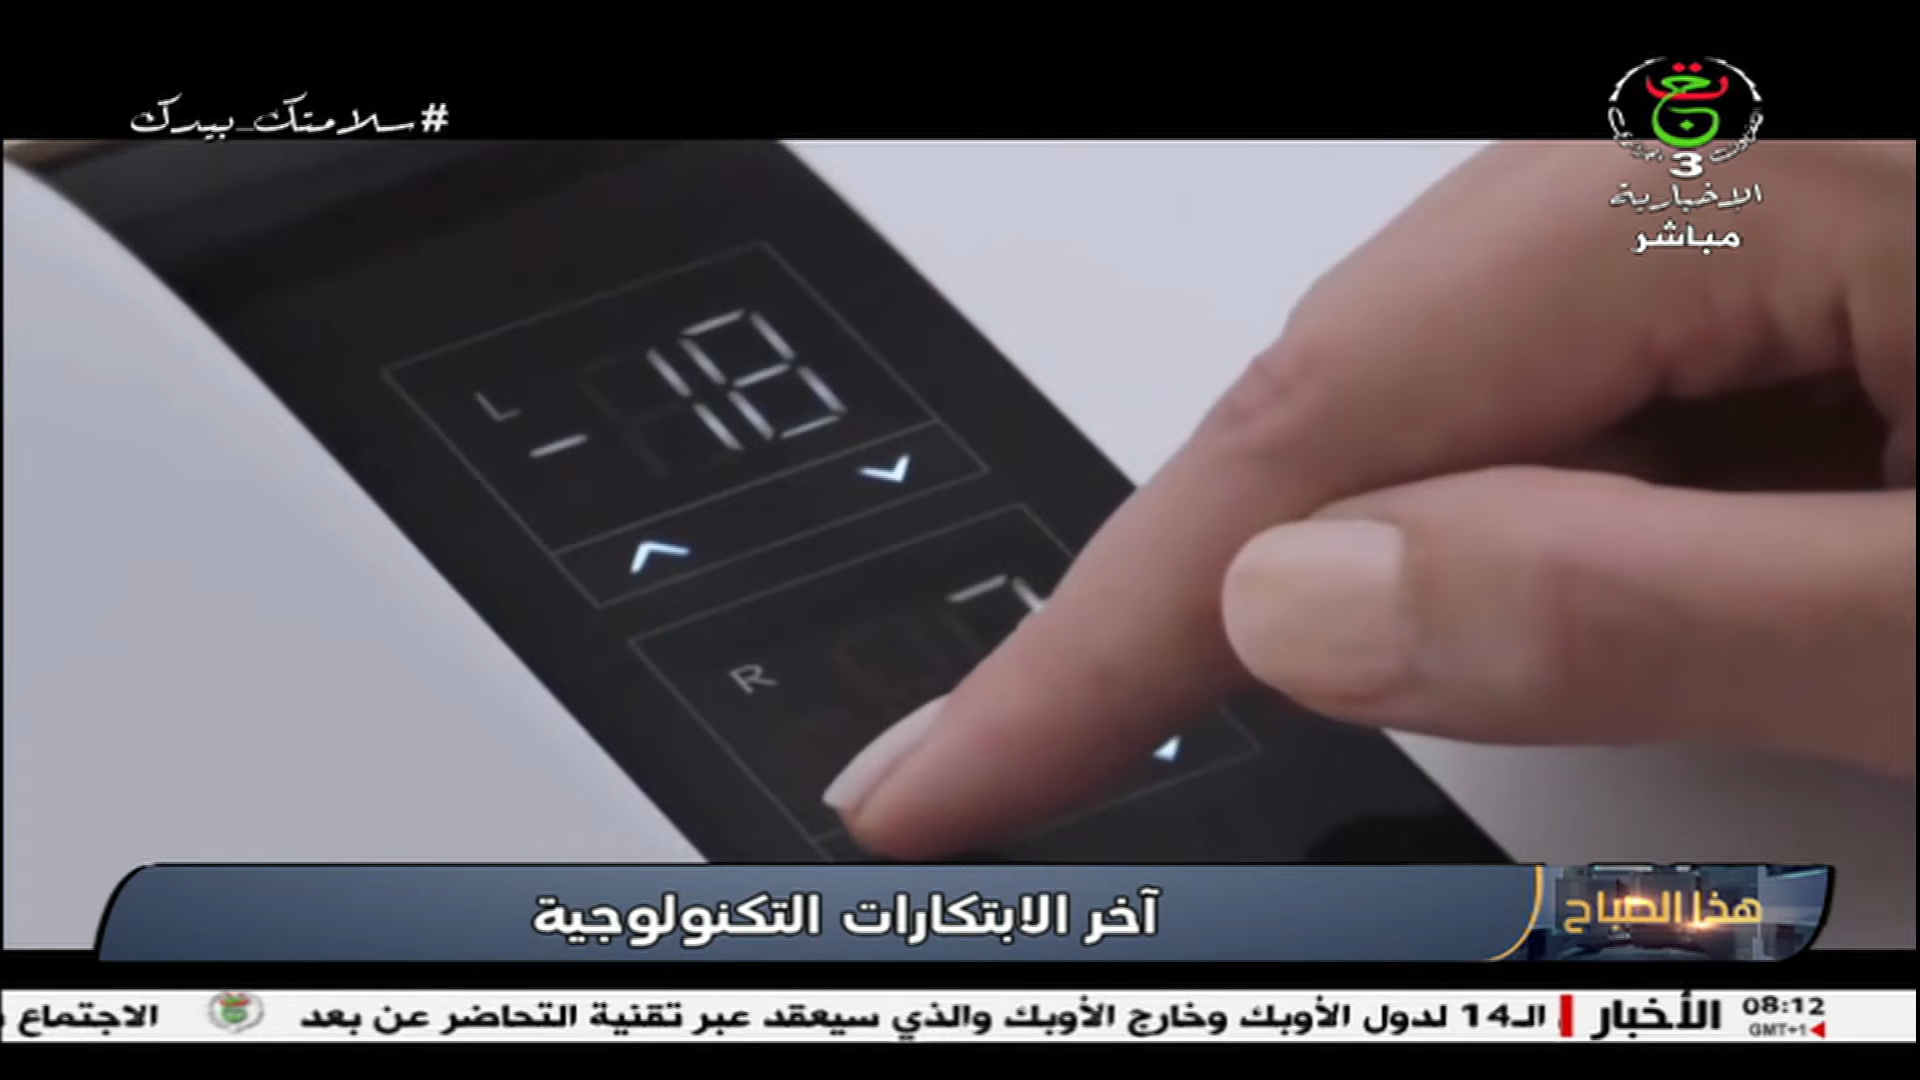 #سلامتك_بيدك
3
الإخبارية
مباشر
L
-18
R
آخر الابتكارات التكنولوجية
هذا الصباح
08:12
GMT+1
الأخبار
الـ14 لدول الأوبك وخارج الأوبك والذي سيعقد عبر تقنية التحاضر عن بعد
الاجتماع